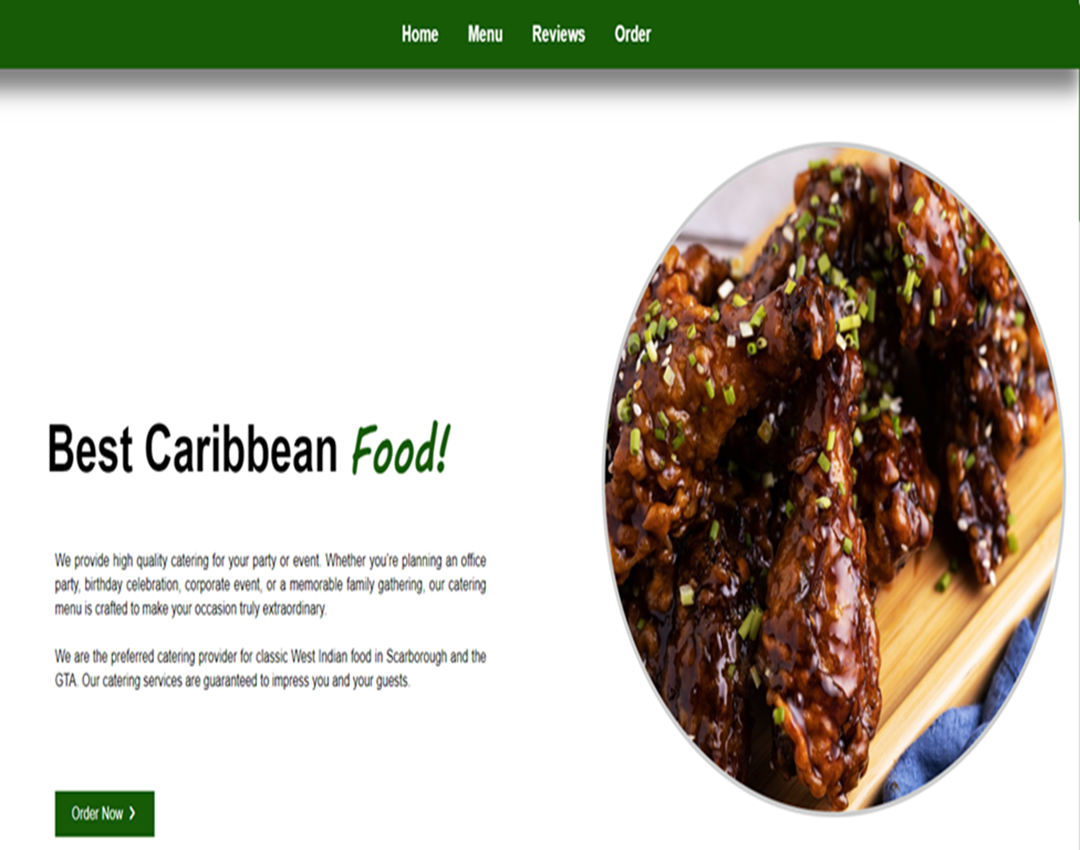 Home Menu Reviews Order
Best Caribbean Food!
We provide high quality catering for your party or event. Whether you're planning an office
party, birthday celebration, corporate event, or a memorable family gathering, our catering
menu is crafted to make your occasion truly extraordinary.
We are the preferred catering provider for classic West Indian food in Scarborough and the
GTA. Our catering services are guaranteed to impress you and your guests.
Order Now ❯